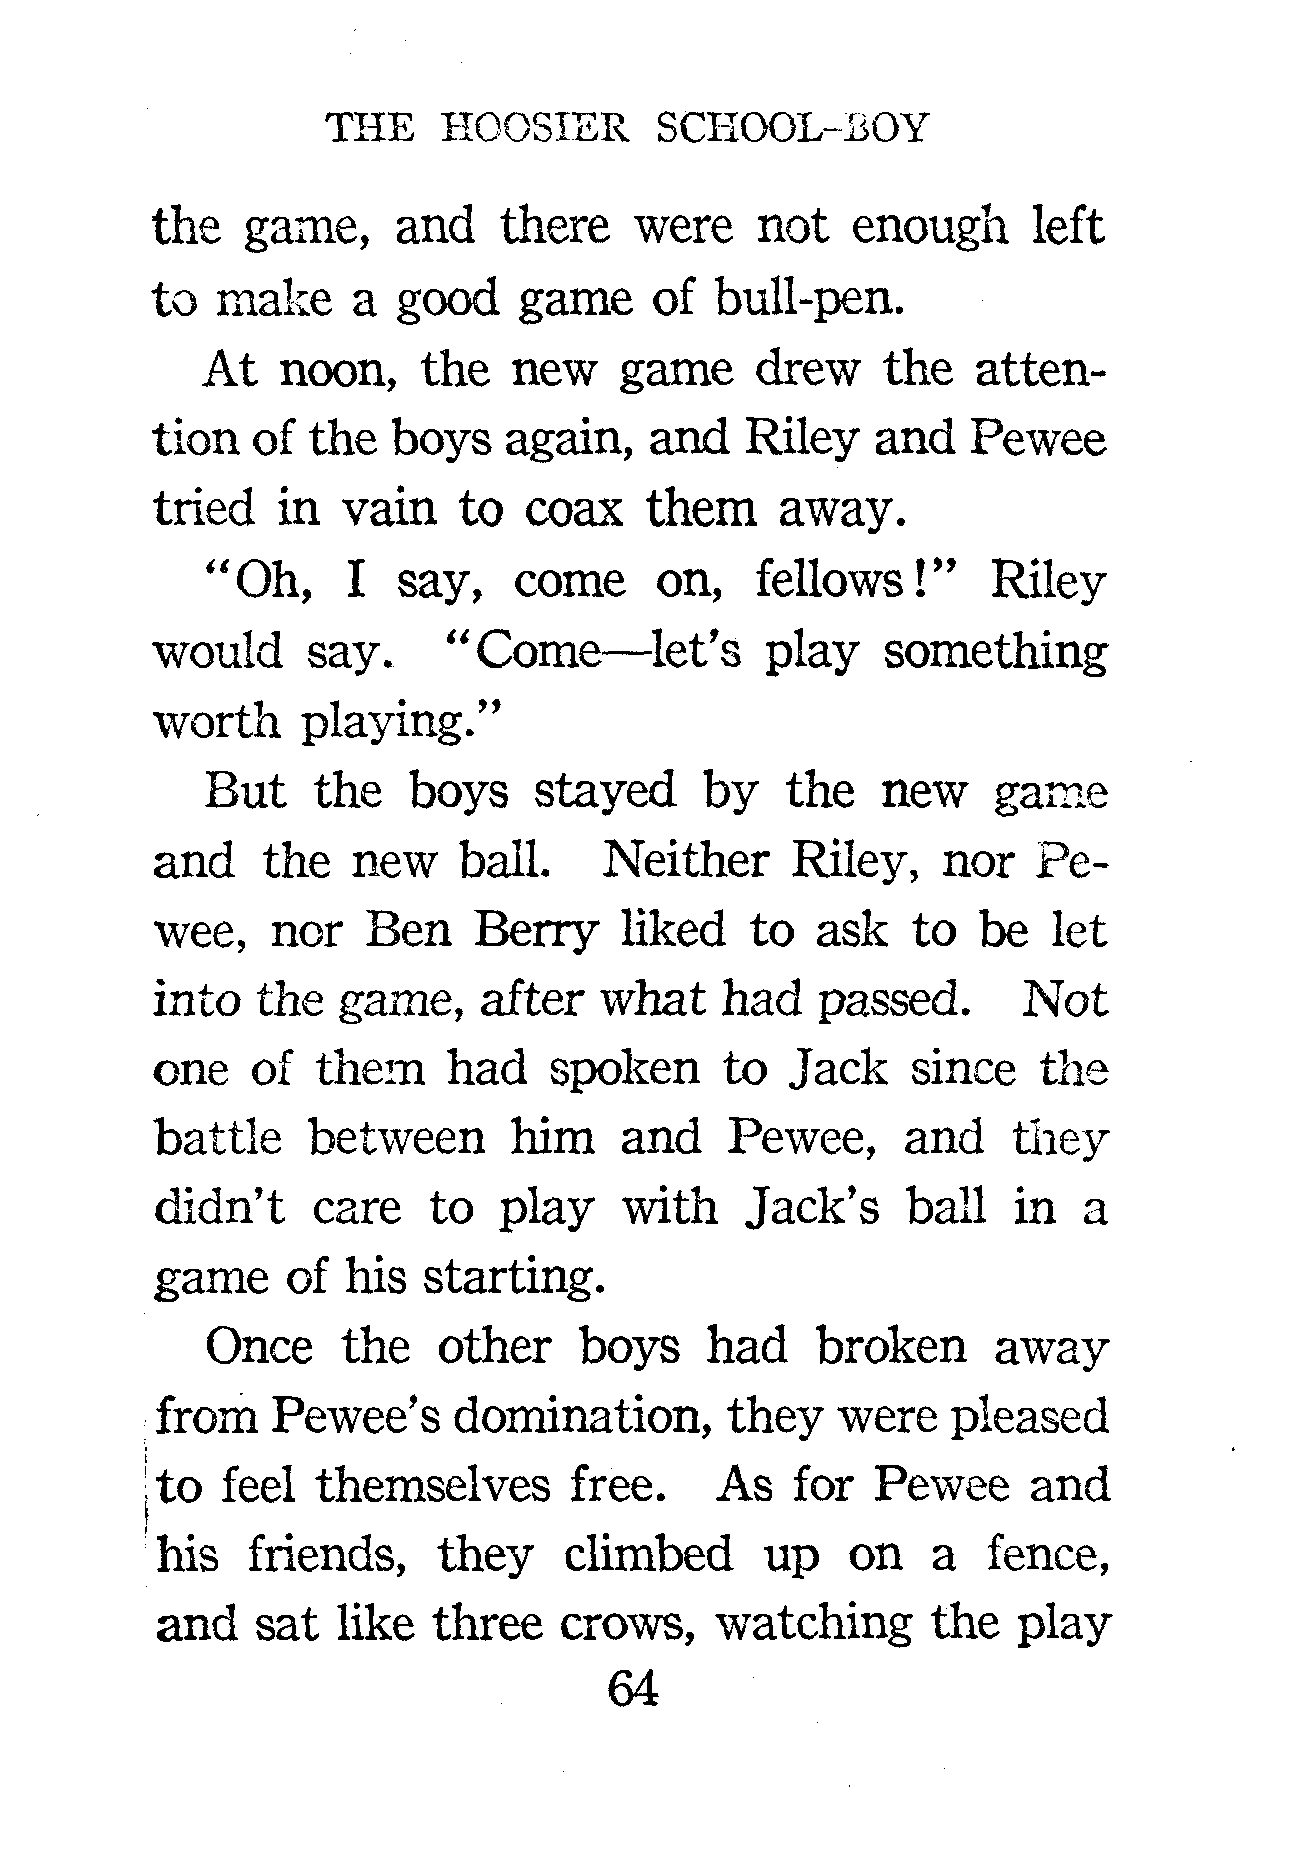 THE HOOSIER SCHOOL-BOY
the game, and there were not enough left
to make a good game of bull-pen.
At noon, the new game drew the atten-
tion of the boys again, and Riley and Pewee
tried in vain to coax them away.
"Oh, I say, come on, fellows!" Riley
would say. "Come—let's play something
worth playing."
But the boys stayed by the new game
and the new ball. Neither Riley, nor Pe-
wee, nor Ben Berry liked to ask to be let
into the game, after what had passed. Not
one of them had spoken to Jack since the
battle between him and Pewee, and they
didn't care to play with Jack's ball in a
game of his starting.
Once the other boys had broken away
from Pewee's domination, they were pleased
to feel themselves free. As for Pewee and
his friends, they climbed up on a fence,
and sat like three crows, watching the play
64